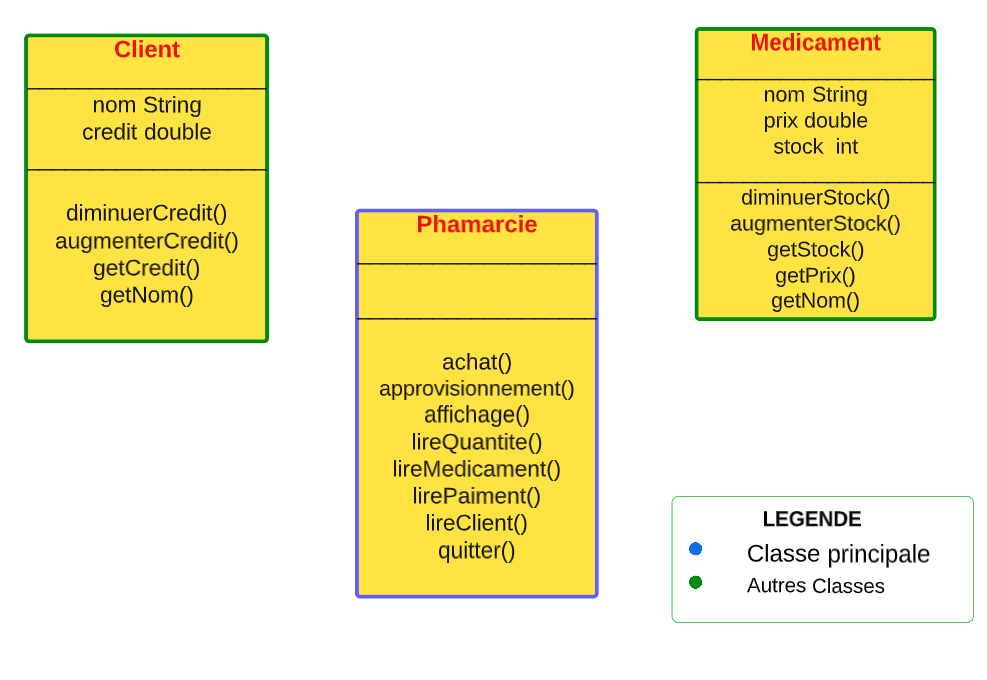 Client
nom String
credit double
diminuerCredit()
augmenterCredit()
getCredit()
getNom()
Phamarcie
achat()
approvisionnement()
affichage()
lireQuantite()
lireMedicament()
lirePaiment()
lireClient()
quitter()
Medicament
nom String
prix double
stock  int
diminuerStock()
augmenterStock()
getStock()
getPrix()
getNom()
LEGENDE
Classe principale
Autres Classes